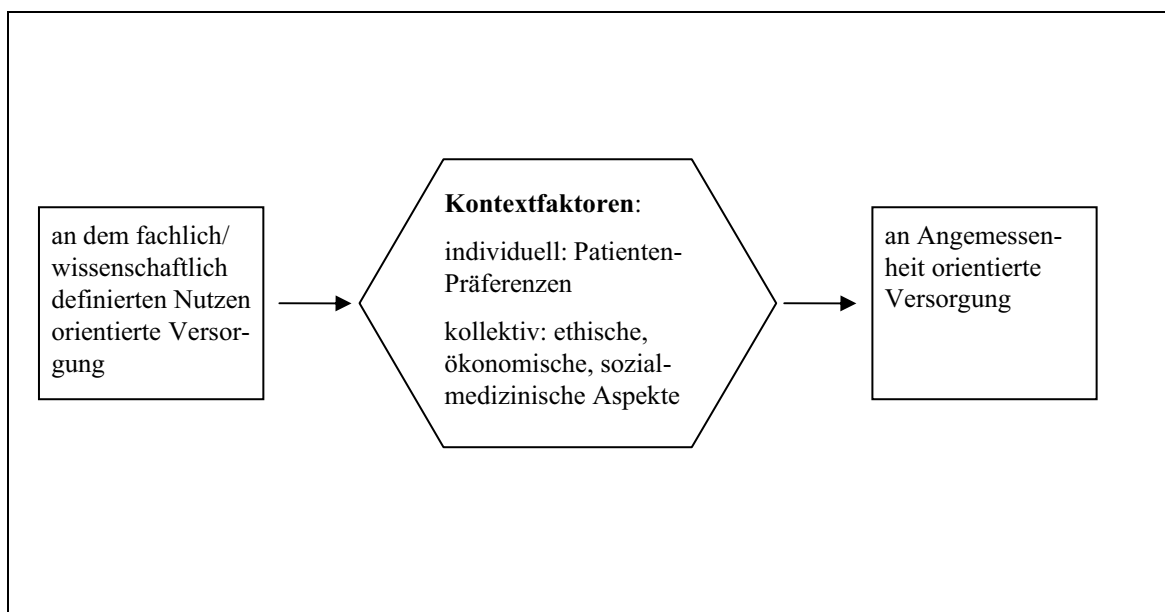 an dem fachlich/
wissenschaftlich
definierten Nutzen
orientierte Versor-
gung
Kontextfaktoren:
individuell: Patienten-
Präferenzen
kollektiv: ethische,
ökonomische, sozial-
medizinische Aspekte
an Angemessen-
heit orientierte
Versorgung